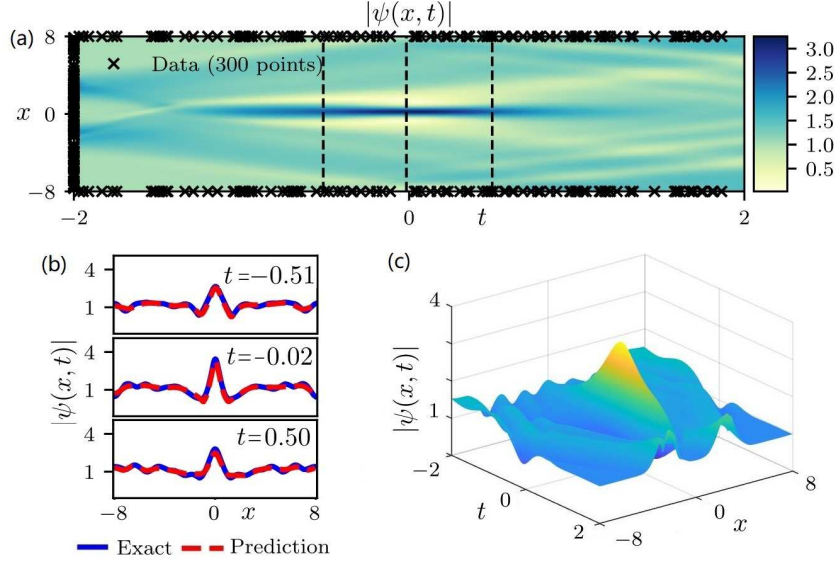 |ψ(x, t)|
(a)
8
x 0
−8
× Data (300 points)
−2 0 t 2
3.0
2.5
2.0
1.5
1.0
0.5
(b)
|ψ(x, t)|
4
1
t=−0.51
4
1
t=−0.02
4
1
t=0.50
−8 0 x 8
Exact Prediction
(c)
|ψ(x, t)|
4
1
−2
t 0
2
−8
0 x
8